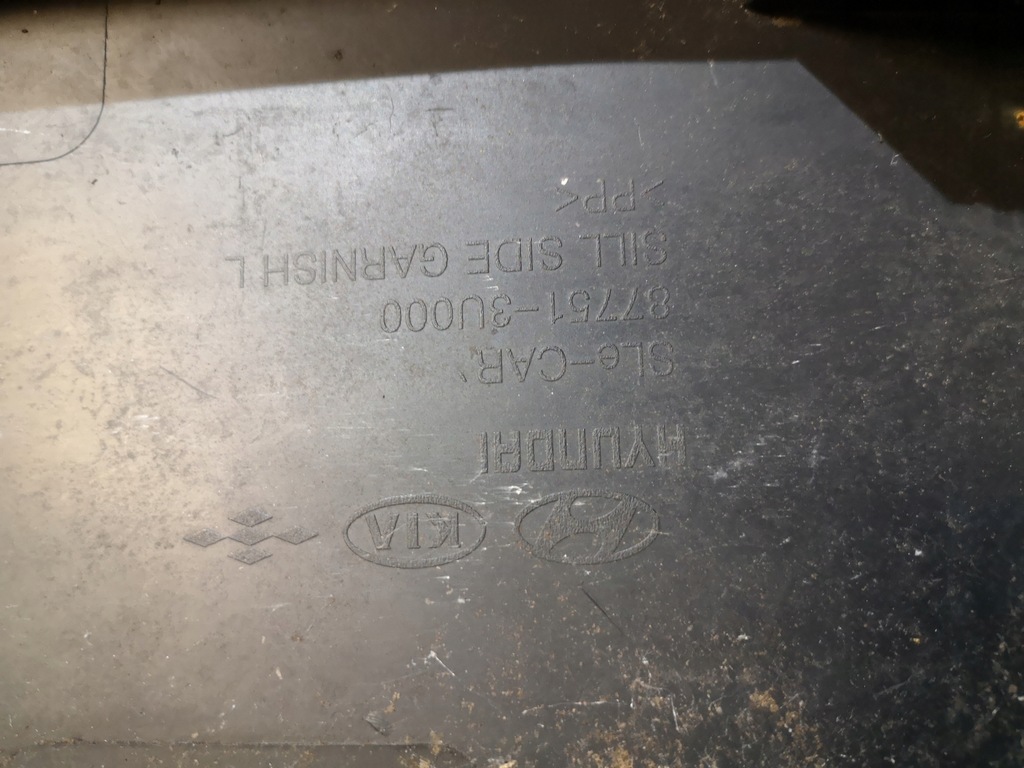 KIA
HYUNDAI
SLe-CAR
87751-3U000
SILL SIDE GARNISH L
>PP<